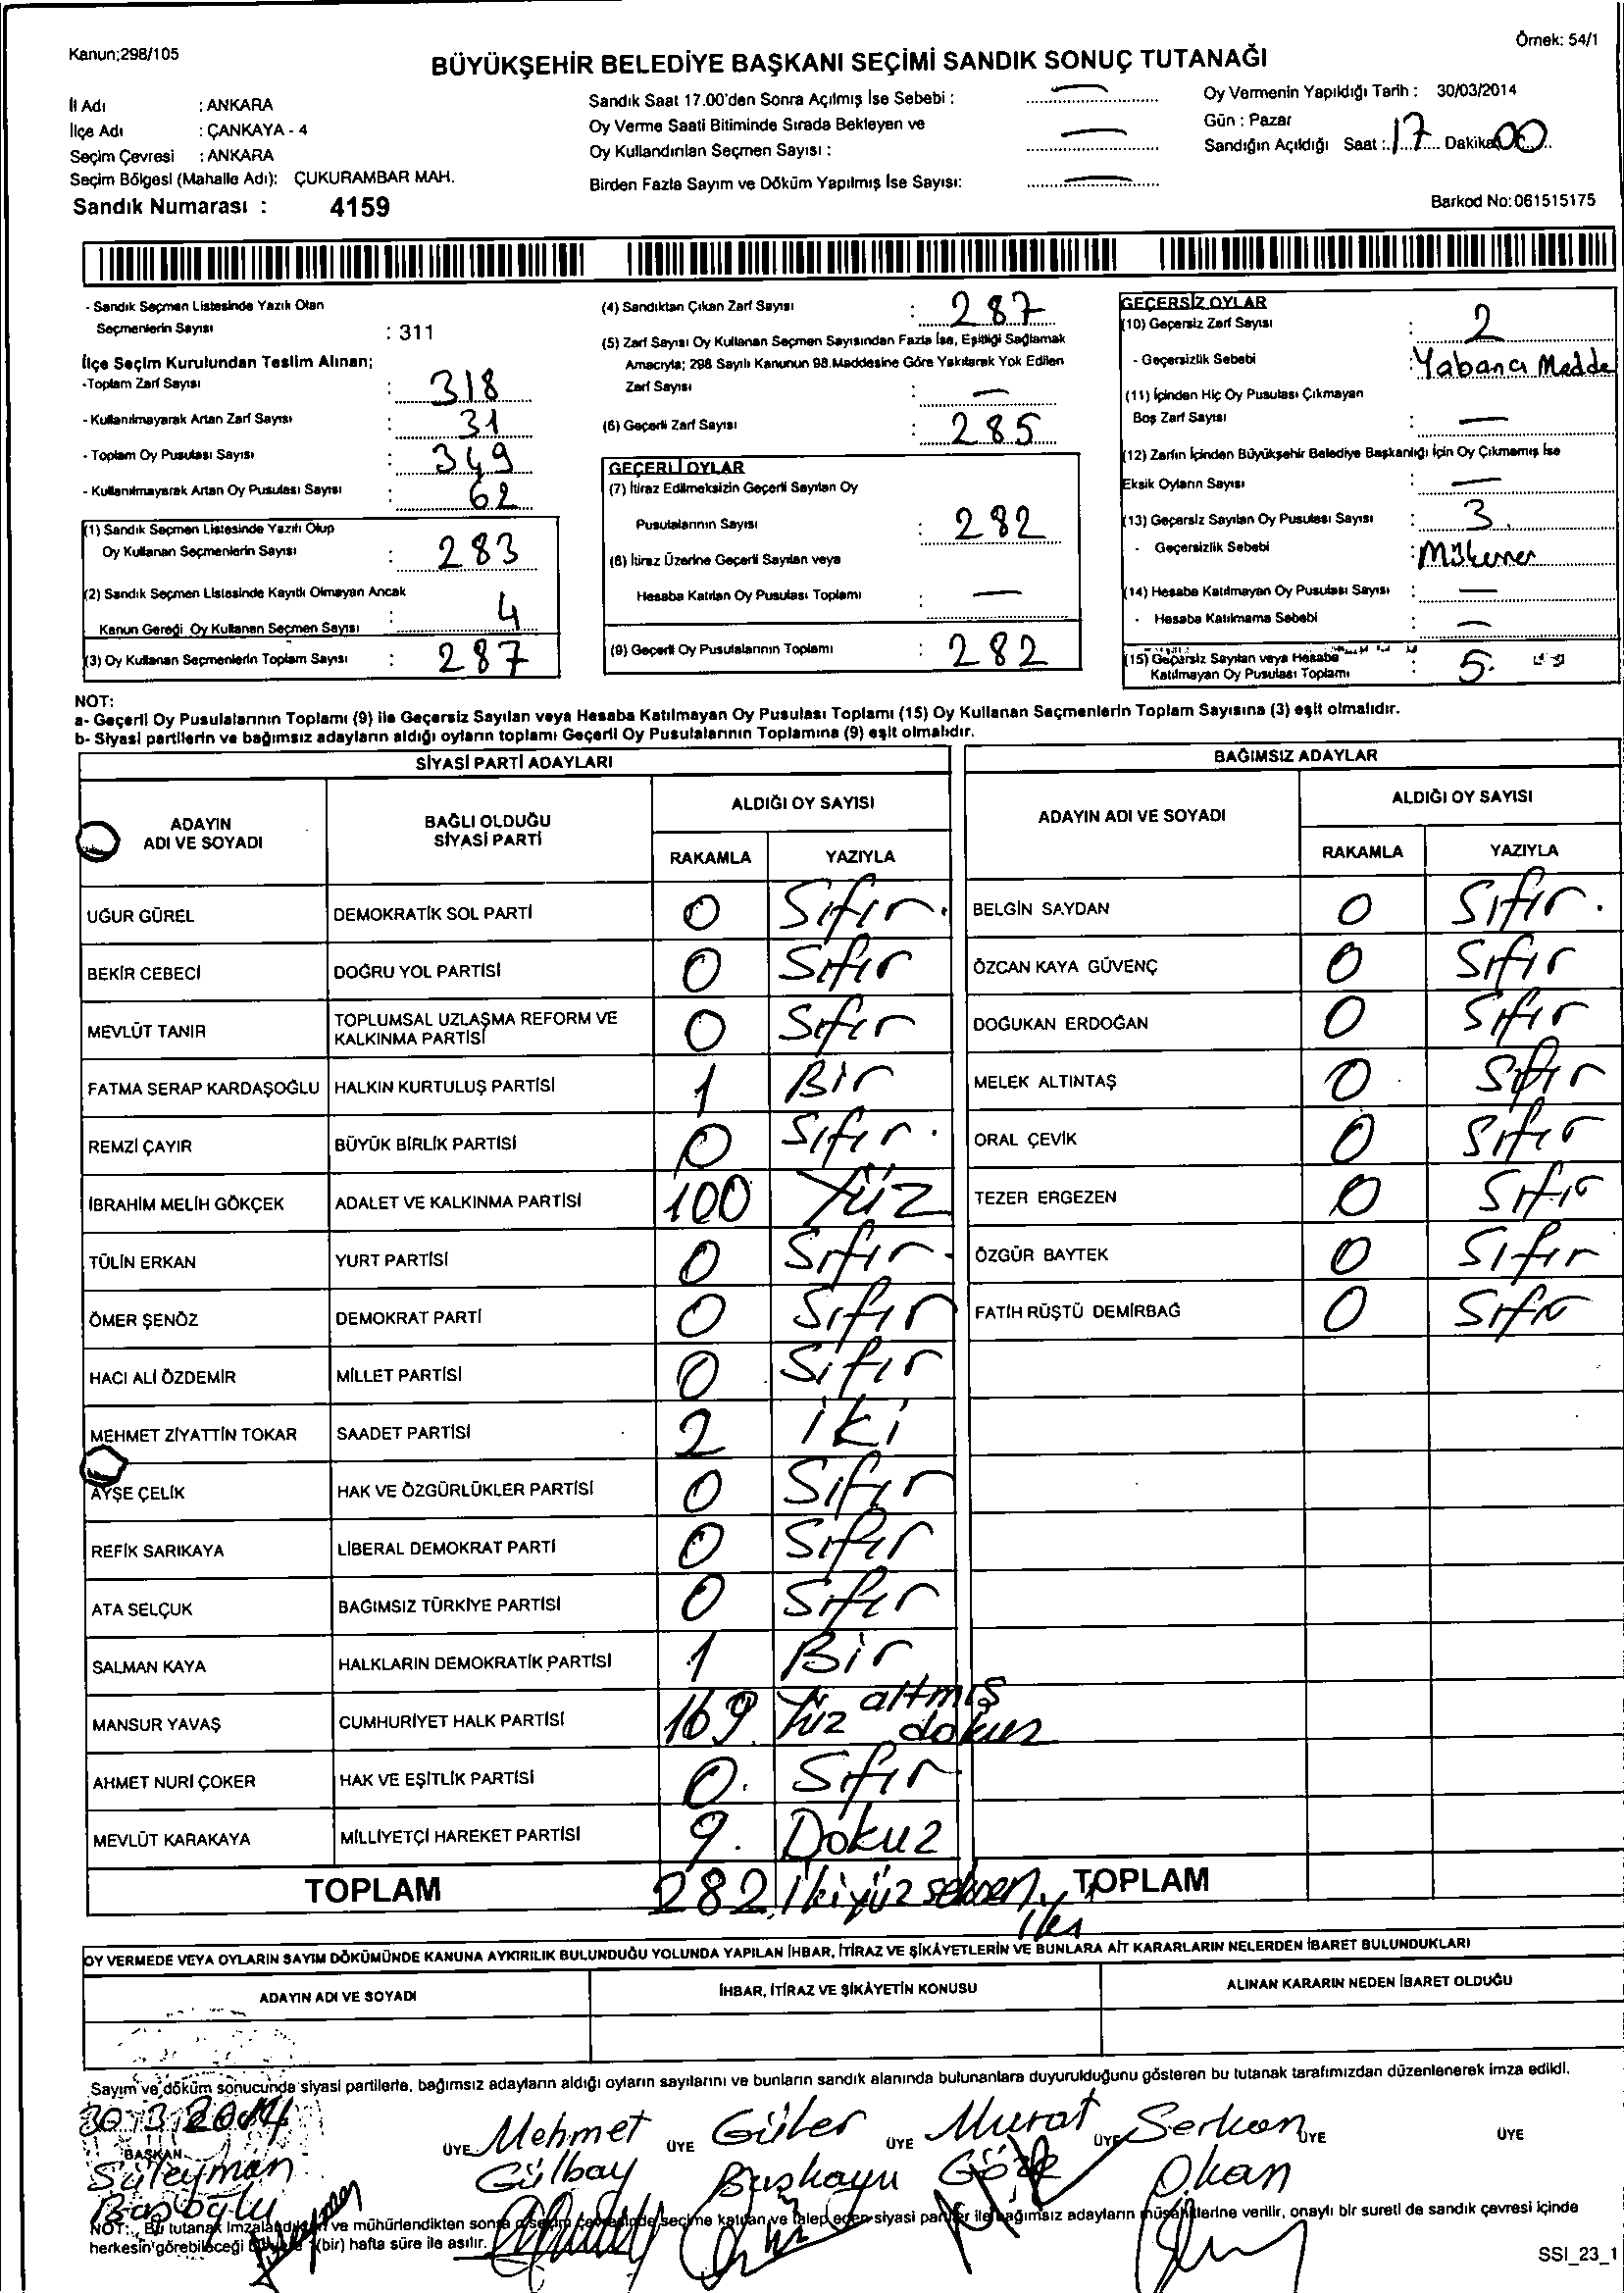 Kanun;298/105
Örnek: 54/1
BÜYÜKŞEHİR BELEDİYE BAŞKANI SEÇİMİ SANDIK SONUÇ TUTANAĞI
İl Adı : ANKARA
İlçe Adı : ÇANKAYA - 4
Seçim Çevresi : ANKARA
Seçim Bölgesi (Mahalle Adı): ÇUKURAMBAR MAH.
Sandık Numarası : 4159
Sandık Saat 17.00'den Sonra Açılmış İse Sebebi : —
Oy Verme Saati Bitiminde Sırada Bekleyen ve
Oy Kullandırılan Seçmen Sayısı : —
Birden Fazla Sayım ve Döküm Yapılmış İse Sayısı: —
Oy Vermenin Yapıldığı Tarih : 30/03/2014
Gün : Pazar
Sandığın Açıldığı Saat : 17 Dakika 00
Barkod No: 061515175
- Sandık Seçmen Listesinde Yazılı Olan
Seçmenlerin Sayısı : 311
İlçe Seçim Kurulundan Teslim Alınan;
-Toplam Zarf Sayısı : 318
- Kullanılmayarak Artan Zarf Sayısı : 31
- Toplam Oy Pusulası Sayısı : 349
- Kullanılmayarak Artan Oy Pusulası Sayısı : 62
(1) Sandık Seçmen Listesinde Yazılı Olup
Oy Kullanan Seçmenlerin Sayısı : 283
(2) Sandık Seçmen Listesinde Kayıtlı Olmayan Ancak
Kanun Gereği Oy Kullanan Seçmen Sayısı : 4
(3) Oy Kullanan Seçmenlerin Toplam Sayısı : 287
(4) Sandıktan Çıkan Zarf Sayısı : 287
(5) Zarf Sayısı Oy Kullanan Seçmen Sayısından Fazla İse, Eşitliği Sağlamak
Amacıyla; 298 Sayılı Kanunun 98.Maddesine Göre Yakılarak Yok Edilen
Zarf Sayısı : —
(6) Geçerli Zarf Sayısı : 285
GEÇERLİ OYLAR
(7) İtiraz Edilmeksizin Geçerli Sayılan Oy
Pusulalarının Sayısı : 282
(8) İtiraz Üzerine Geçerli Sayılan veya
Hesaba Katılan Oy Pusulası Toplamı : —
(9) Geçerli Oy Pusulalarının Toplamı : 282
GEÇERSİZ OYLAR
(10) Geçersiz Zarf Sayısı : 2
- Geçersizlik Sebebi : Yabancı Madde
(11) İçinden Hiç Oy Pusulası Çıkmayan
Boş Zarf Sayısı : —
(12) Zarfın İçinden Büyükşehir Belediye Başkanlığı İçin Oy Çıkmamış İse
Eksik Oyların Sayısı : —
(13) Geçersiz Sayılan Oy Pusulası Sayısı : 3.
- Geçersizlik Sebebi :
(14) Hesaba Katılmayan Oy Pusulası Sayısı : —
- Hesaba Katılmama Sebebi : —
(15) Geçersiz Sayılan veya Hesaba
Katılmayan Oy Pusulası Toplamı : 5.
NOT:
a- Geçerli Oy Pusulalarının Toplamı (9) ile Geçersiz Sayılan veya Hesaba Katılmayan Oy Pusulası Toplamı (15) Oy Kullanan Seçmenlerin Toplam Sayısına (3) eşit olmalıdır.
b- Siyasi partilerin ve bağımsız adayların aldığı oyların toplamı Geçerli Oy Pusulalarının Toplamına (9) eşit olmalıdır.
SİYASİ PARTİ ADAYLARI
ADAYIN ADI VE SOYADI BAĞLI OLDUĞU SİYASİ PARTİ ALDIĞI OY SAYISI
RAKAMLA YAZIYLA
UĞUR GÜREL DEMOKRATİK SOL PARTİ 0 Sıfır.
BEKİR CEBECİ DOĞRU YOL PARTİSİ 0 Sıfır
MEVLÜT TANIR TOPLUMSAL UZLAŞMA REFORM VE KALKINMA PARTİSİ 0 Sıfır
FATMA SERAP KARDAŞOĞLU HALKIN KURTULUŞ PARTİSİ 1 Bir
REMZİ ÇAYIR BÜYÜK BİRLİK PARTİSİ 0 Sıfır.
İBRAHİM MELİH GÖKÇEK ADALET VE KALKINMA PARTİSİ 100 Yüz
TÜLİN ERKAN YURT PARTİSİ 0 Sıfır.
ÖMER ŞENÖZ DEMOKRAT PARTİ 0 Sıfır
HACI ALİ ÖZDEMİR MİLLET PARTİSİ 0 Sıfır
MEHMET ZİYATTİN TOKAR SAADET PARTİSİ 2 iki
AYŞE ÇELİK HAK VE ÖZGÜRLÜKLER PARTİSİ 0 Sıfır
REFİK SARIKAYA LİBERAL DEMOKRAT PARTİ 0 Sıfır
ATA SELÇUK BAĞIMSIZ TÜRKİYE PARTİSİ 0 Sıfır
SALMAN KAYA HALKLARIN DEMOKRATİK PARTİSİ 1 Bir
MANSUR YAVAŞ CUMHURİYET HALK PARTİSİ 169 Yüz altmış dokuz
AHMET NURİ ÇOKER HAK VE EŞİTLİK PARTİSİ 0. Sıfır
MEVLÜT KARAKAYA MİLLİYETÇİ HAREKET PARTİSİ 9. Dokuz
TOPLAM 282 İkiyüz seksen iki
BAĞIMSIZ ADAYLAR
ADAYIN ADI VE SOYADI ALDIĞI OY SAYISI
RAKAMLA YAZIYLA
BELGİN SAYDAN 0 Sıfır.
ÖZCAN KAYA GÜVENÇ 0 Sıfır
DOĞUKAN ERDOĞAN 0 Sıfır
MELEK ALTINTAŞ 0 Sıfır
ORAL ÇEVİK 0 Sıfır
TEZER ERGEZEN 0 Sıfır
ÖZGÜR BAYTEK 0 Sıfır
FATİH RÜŞTÜ DEMİRBAĞ 0 Sıfır
TOPLAM
OY VERMEDE VEYA OYLARIN SAYIM DÖKÜMÜNDE KANUNA AYKIRILIK BULUNDUĞU YOLUNDA YAPILAN İHBAR, İTİRAZ VE ŞİKÂYETLERİN VE BUNLARA AİT KARARLARIN NELERDEN İBARET BULUNDUKLARI
ADAYIN ADI VE SOYADI İHBAR, İTİRAZ VE ŞİKÂYETİN KONUSU ALINAN KARARIN NEDEN İBARET OLDUĞU
Sayım ve döküm sonucunda siyasi partilerle, bağımsız adayların aldığı oyların sayılarını ve bunların sandık alanında bulunanlara duyurulduğunu gösteren bu tutanak tarafımızdan düzenlenerek imza edildi.
30.3.2014
BAŞKAN ÜYE ÜYE ÜYE ÜYE ÜYE ÜYE
Süleyman Mehmet Güler Murat Serkan
Gülbay Okan
NOT: Bu tutanak imzalandıktan ve mühürlendikten sonra o seçim çevresinde seçime katılan ve talep eden siyasi partiler ile bağımsız adayların müşahitlerine verilir, onaylı bir sureti de sandık çevresi içinde
herkesin görebileceği (bir) hafta süre ile asılır.
SSI_23_1